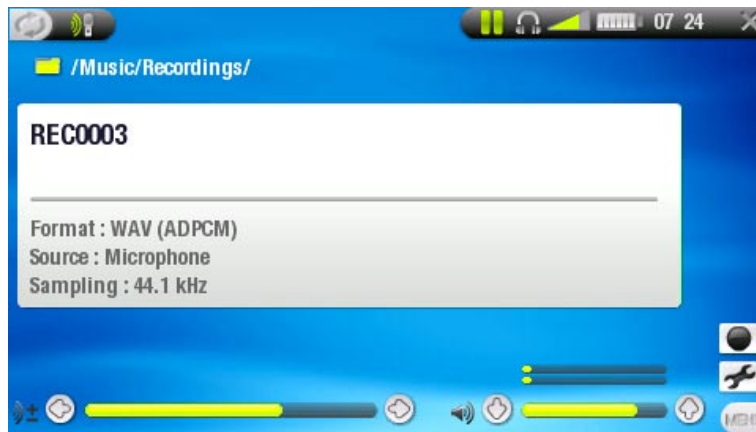 07 24
/Music/Recordings/
REC0003
Format : WAV (ADPCM)
Source : Microphone
Sampling : 44.1 kHz